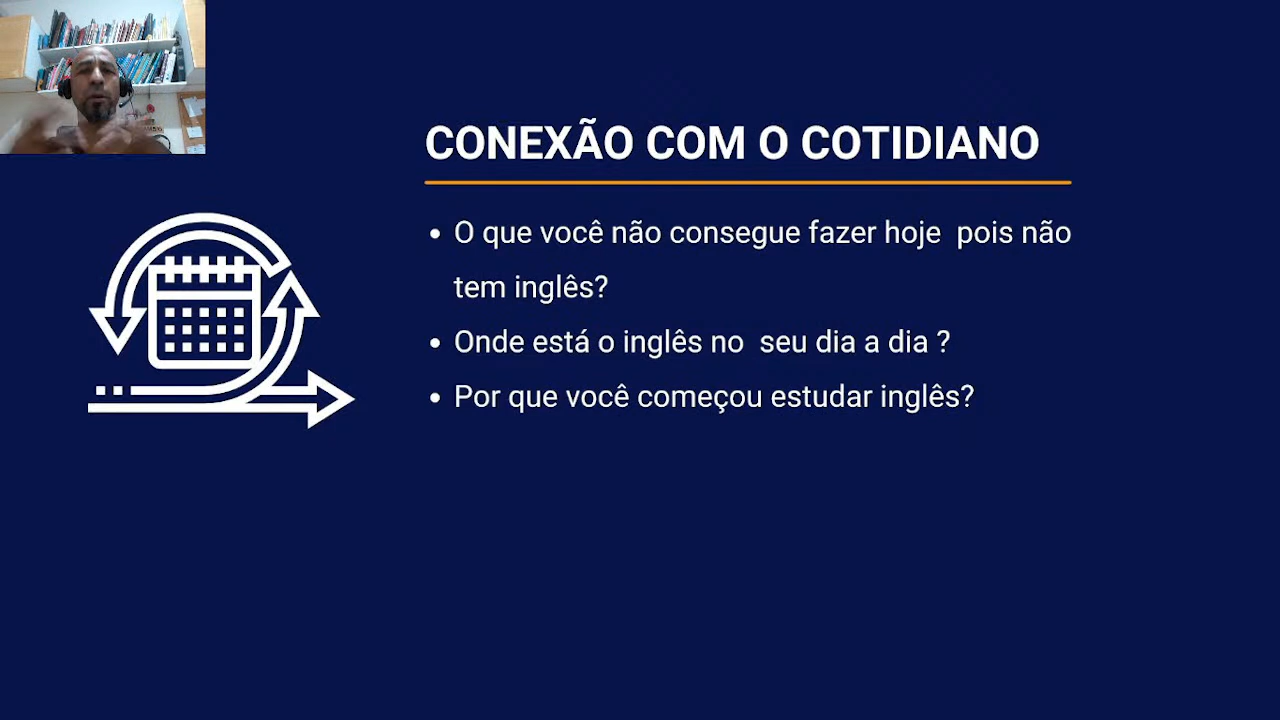 CONEXÃO COM O COTIDIANO
• O que você não consegue fazer hoje  pois não
tem inglês?
• Onde está o inglês no  seu dia a dia ?
• Por que você começou estudar inglês?